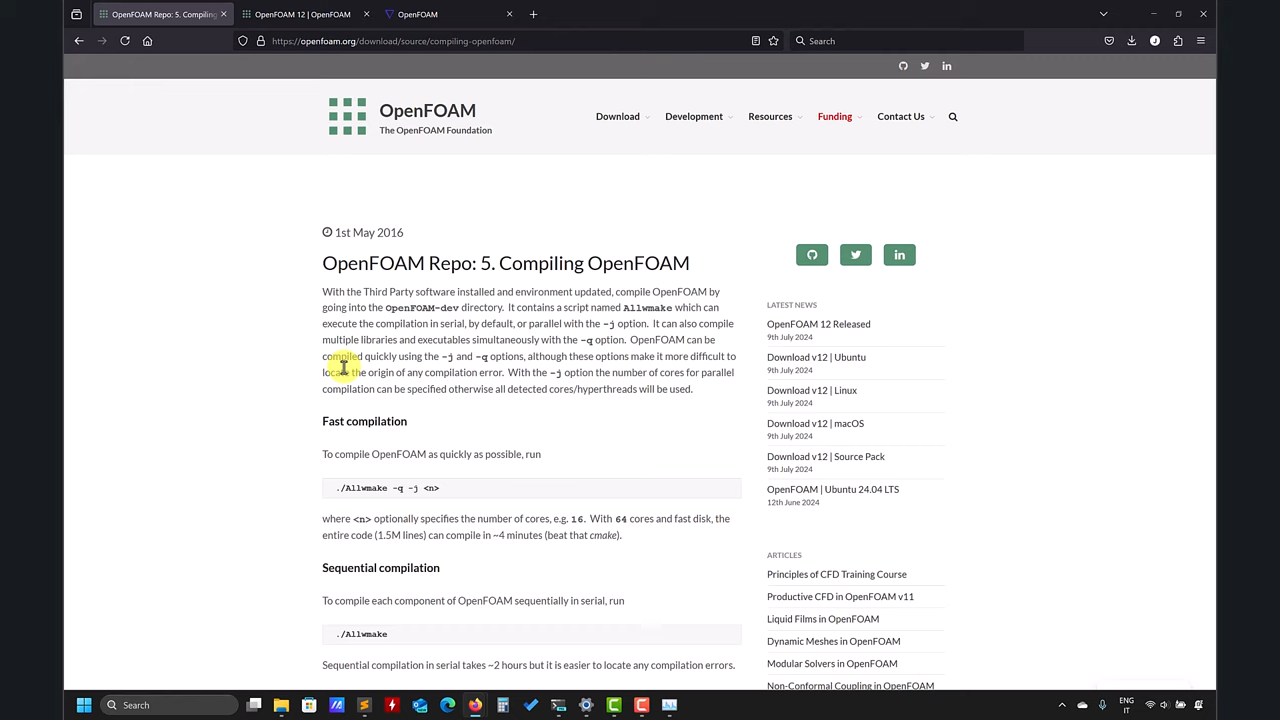 OpenFOAM Repo: 5. Compiling
OpenFOAM 12 | OpenFOAM
OpenFOAM
https://openfoam.org/download/source/compiling-openfoam/
Search
OpenFOAM
The OpenFOAM Foundation
Download
Development
Resources
Funding
Contact Us
1st May 2016
OpenFOAM Repo: 5. Compiling OpenFOAM
With the Third Party software installed and environment updated, compile OpenFOAM by
going into the OpenFOAM-dev directory. It contains a script named Allwmake which can
execute the compilation in serial, by default, or parallel with the -j option. It can also compile
multiple libraries and executables simultaneously with the -q option. OpenFOAM can be
compiled quickly using the -j and -q options, although these options make it more difficult to
locate the origin of any compilation error. With the -j option the number of cores for parallel
compilation can be specified otherwise all detected cores/hyperthreads will be used.
Fast compilation
To compile OpenFOAM as quickly as possible, run
./Allwmake -q -j <n>
where <n> optionally specifies the number of cores, e.g. 16. With 64 cores and fast disk, the
entire code (1.5M lines) can compile in ~4 minutes (beat that cmake).
Sequential compilation
To compile each component of OpenFOAM sequentially in serial, run
./Allwmake
Sequential compilation in serial takes ~2 hours but it is easier to locate any compilation errors.
LATEST NEWS
OpenFOAM 12 Released
9th July 2024
Download v12 | Ubuntu
9th July 2024
Download v12 | Linux
9th July 2024
Download v12 | macOS
9th July 2024
Download v12 | Source Pack
9th July 2024
OpenFOAM | Ubuntu 24.04 LTS
12th June 2024
ARTICLES
Principles of CFD Training Course
Productive CFD in OpenFOAM v11
Liquid Films in OpenFOAM
Dynamic Meshes in OpenFOAM
Modular Solvers in OpenFOAM
Non-Conformal Coupling in OpenFOAM
Search
ENG
IT